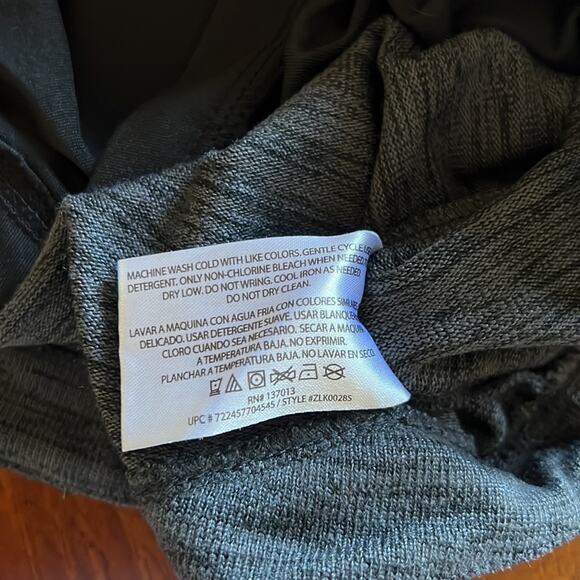 MACHINE WASH COLD WITH LIKE COLORS. GENTLE CYCLE
DETERGENT. ONLY NON-CHLORINE BLEACH WHEN NEEDED
DRY LOW. DO NOT WRING. COOL IRON AS NEEDED
DO NOT DRY CLEAN.
LAVAR A MAQUINA CON AGUA FRIA CON COLORES
DELICADO. USAR DETERGENTE SUAVE. USAR
CLORO CUANDO SEA NECESARIO. SECAR A MAQUINA
A TEMPERATURA BAJA. NO EXPRIMIR.
PLANCHAR A TEMPERATURA BAJA. NO LAVAR EN SECO.
RN# 137013
UPC # 722457704545 / STYLE #ZLK0028S